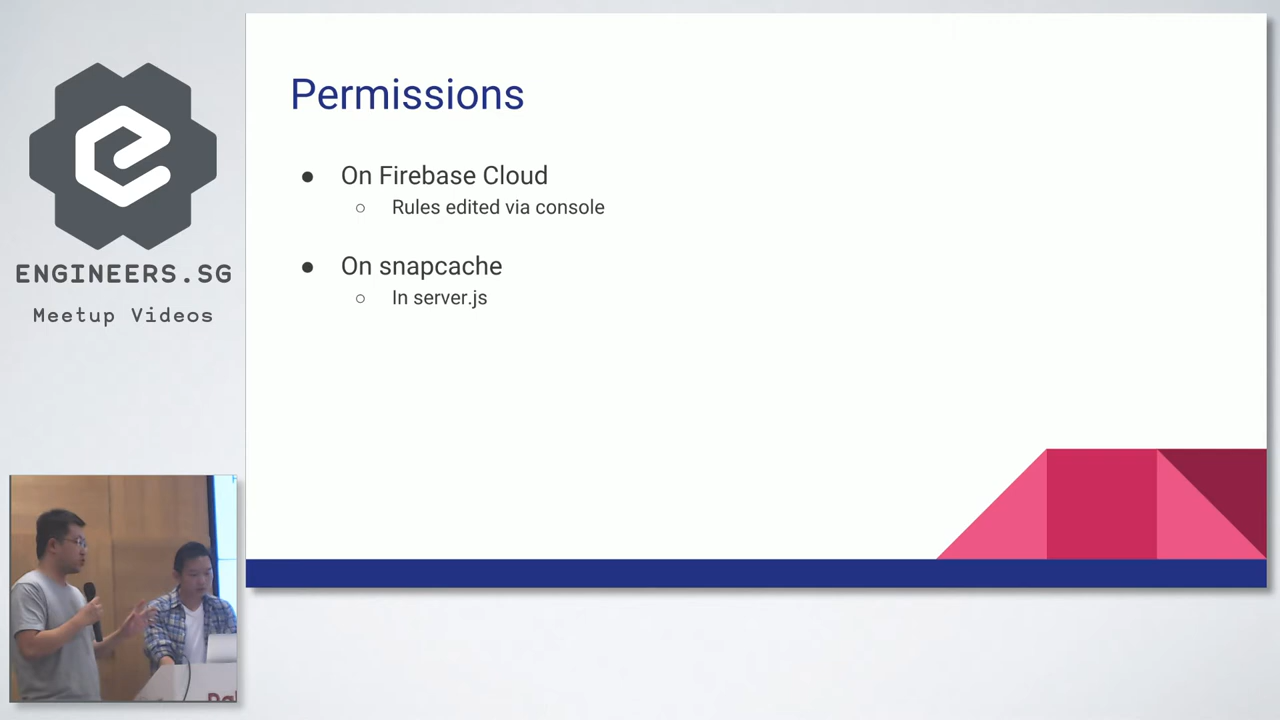 Permissions
● On Firebase Cloud
○ Rules edited via console
● On snapcache
○ In server.js
ENGINEERS.SG
Meetup Videos